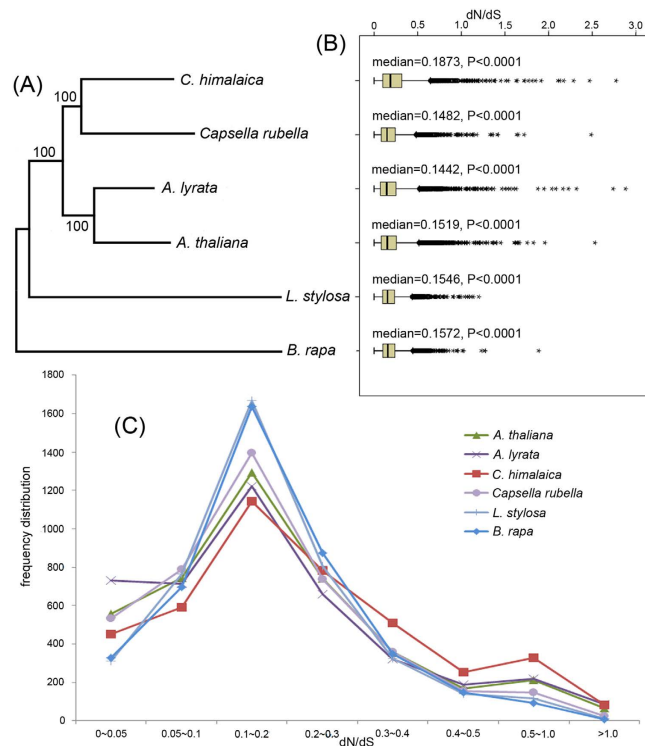 dN/dS
0 0.5 1.0 1.5 2.0 2.5 3.0
(A)
(B)
C. himalaica
median=0.1873, P<0.0001
100
Capsella rubella
median=0.1482, P<0.0001
100
A. lyrata
median=0.1442, P<0.0001
100
A. thaliana
median=0.1519, P<0.0001
L. stylosa
median=0.1546, P<0.0001
B. rapa
median=0.1572, P<0.0001
(C)
frequency distribution
1800
1600
1400
1200
1000
800
600
400
200
0
A. thaliana
A. lyrata
C. himalaica
Capsella rubella
L. stylosa
B. rapa
0~0.05 0.05~0.1 0.1~0.2 0.2~0.3 0.3~0.4 0.4~0.5 0.5~1.0 >1.0
dN/dS